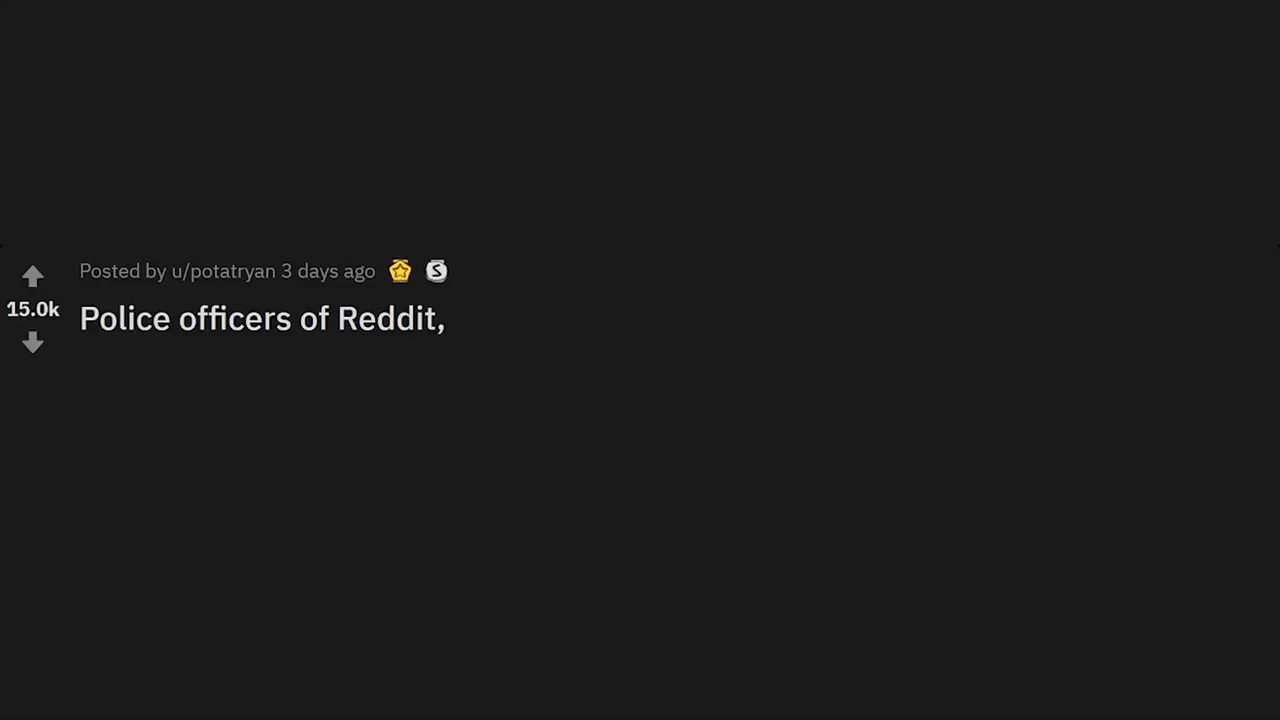 Posted by u/potatryan 3 days ago
15.0k
Police officers of Reddit,